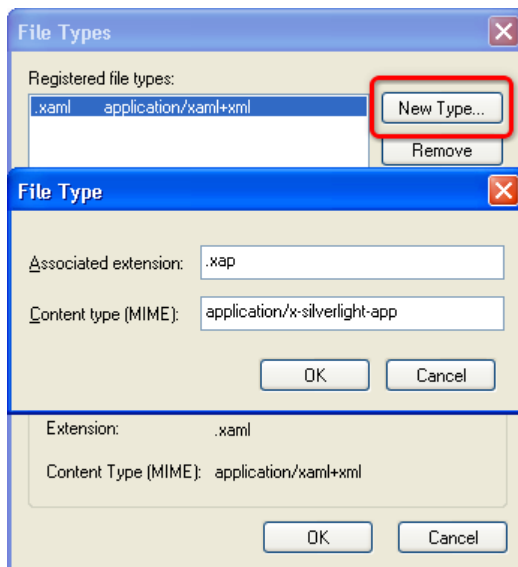 File Types
Registered file types:
.xaml application/xaml+xml
New Type...
Remove
File Type
Associated extension: .xap
Content type (MIME): application/x-silverlight-app
OK Cancel
Extension: .xaml
Content Type (MIME): application/xaml+xml
OK Cancel